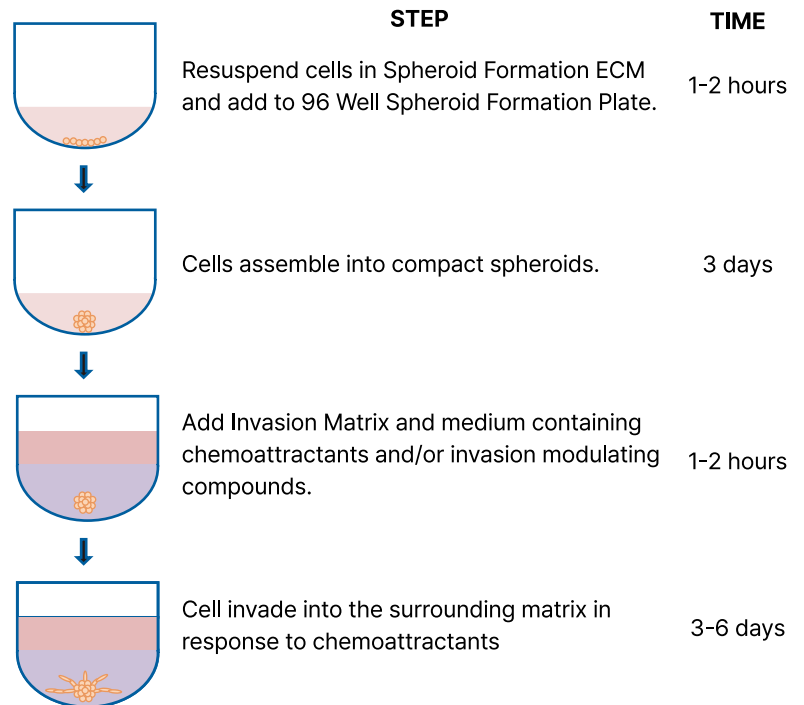 STEP TIME
Resuspend cells in Spheroid Formation ECM
and add to 96 Well Spheroid Formation Plate.
1-2 hours
Cells assemble into compact spheroids.
3 days
Add Invasion Matrix and medium containing
chemoattractants and/or invasion modulating
compounds.
1-2 hours
Cell invade into the surrounding matrix in
response to chemoattractants
3-6 days